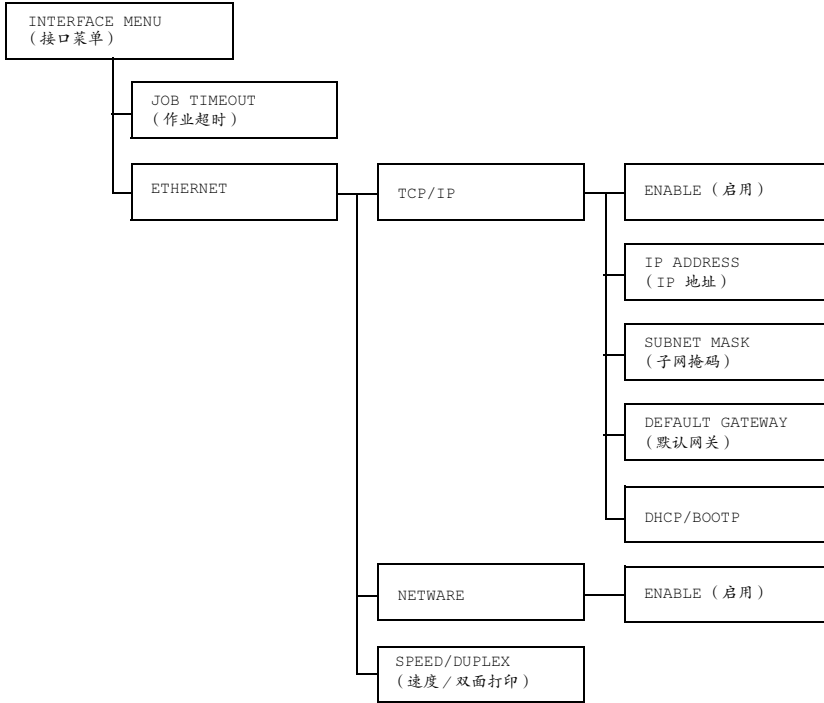 INTERFACE MENU
（接口菜单）
JOB TIMEOUT
（作业超时）
ETHERNET
TCP/IP
ENABLE（启用）
IP ADDRESS
（IP 地址）
SUBNET MASK
（子网掩码）
DEFAULT GATEWAY
（默认网关）
DHCP/BOOTP
NETWARE
ENABLE（启用）
SPEED/DUPLEX
（速度/双面打印）